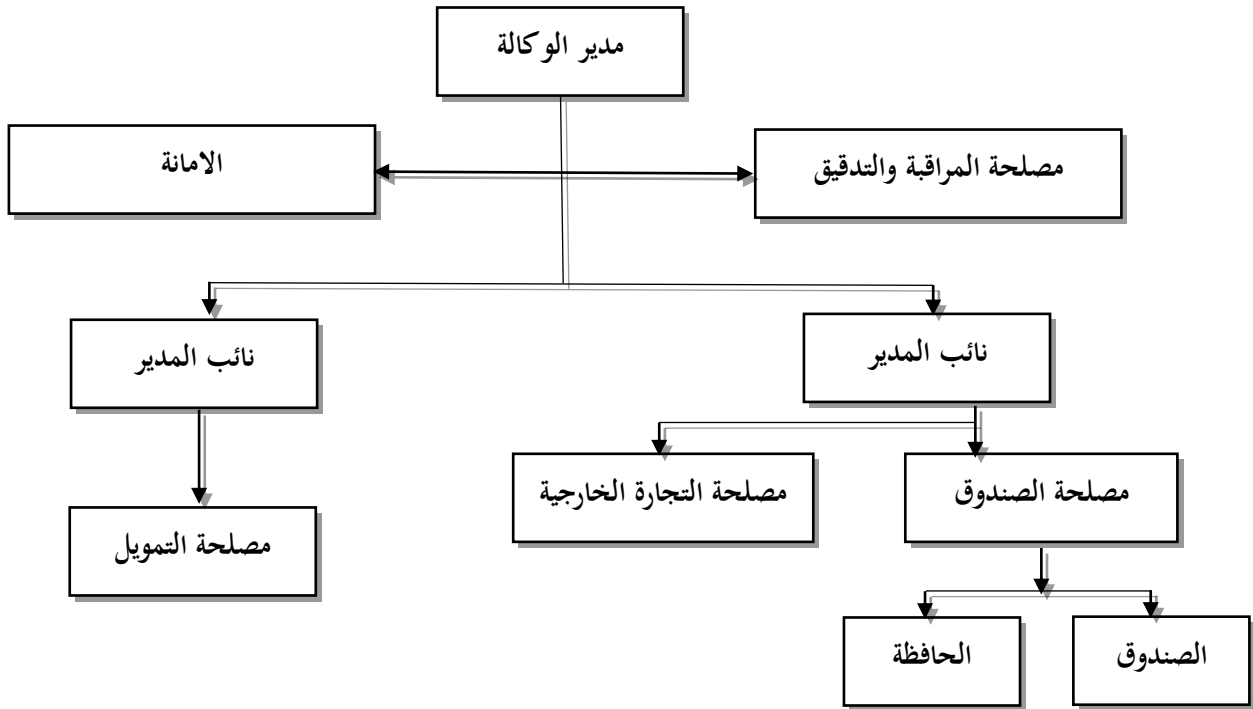 مدير الوكالة
مصلحة المراقبة والتدقيق
الامانة
نائب المدير
نائب المدير
مصلحة الصندوق
مصلحة التجارة الخارجية
مصلحة التمويل
الصندوق
الحافظة